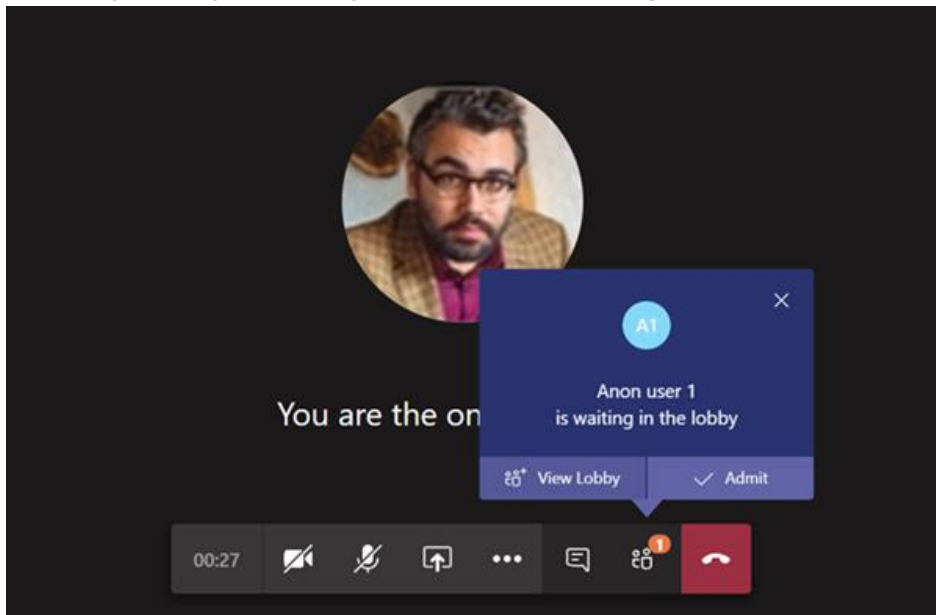 A1
Anon user 1
is waiting in the lobby
You are the on
View Lobby
Admit
00:27
1